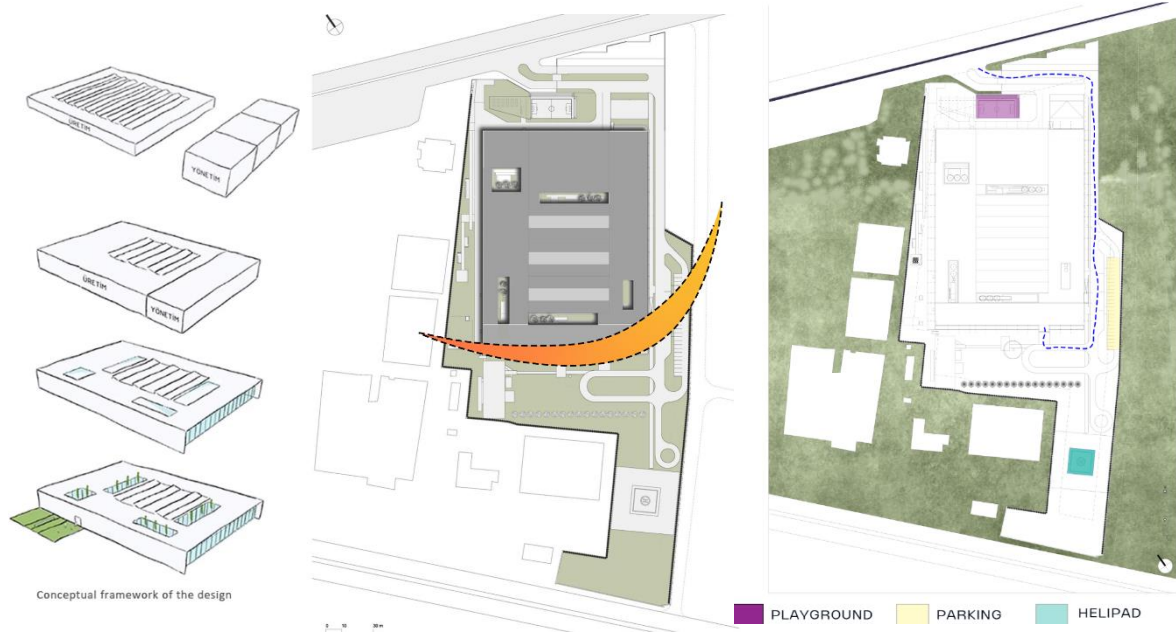 ÜRETİM
YÖNETİM
ÜRETİM
YÖNETİM
Conceptual framework of the design
0 10 30 m
PLAYGROUND
PARKING
HELIPAD